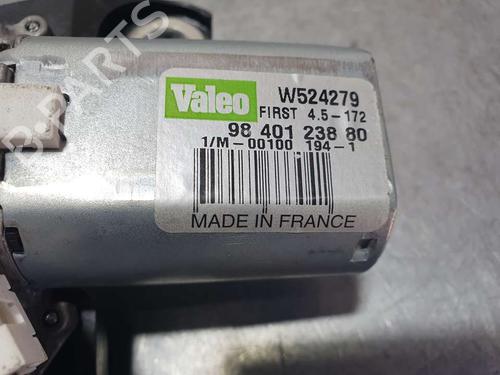 B-PARTS
Valeo
W524279
FIRST 4.5-172
98 401 238 80
1/M-00100 194-1
MADE IN FRANCE